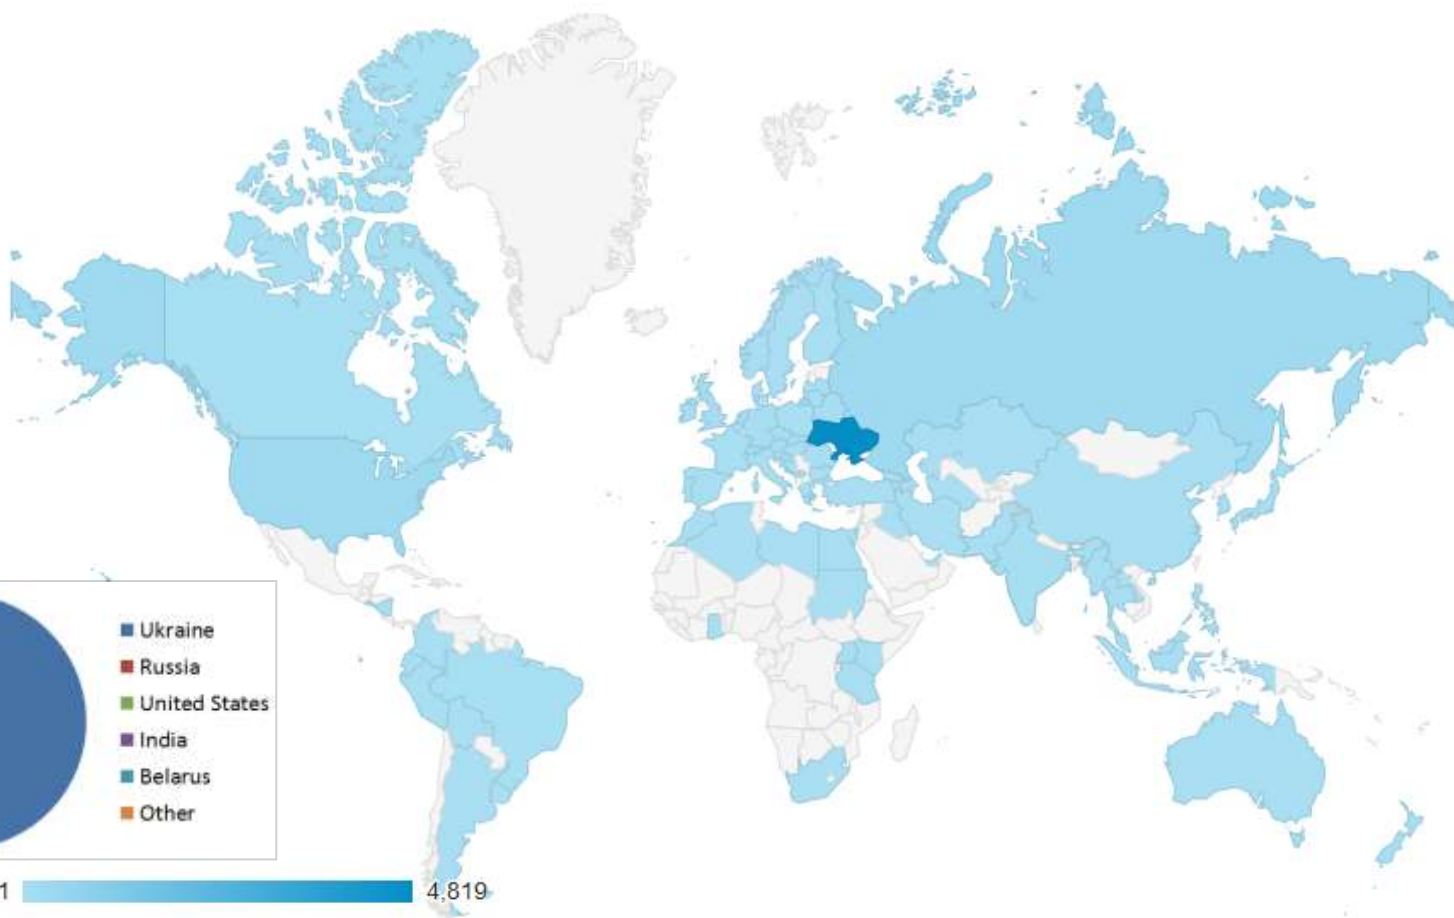 Ukraine
Russia
United States
India
Belarus
Other
1
4,819